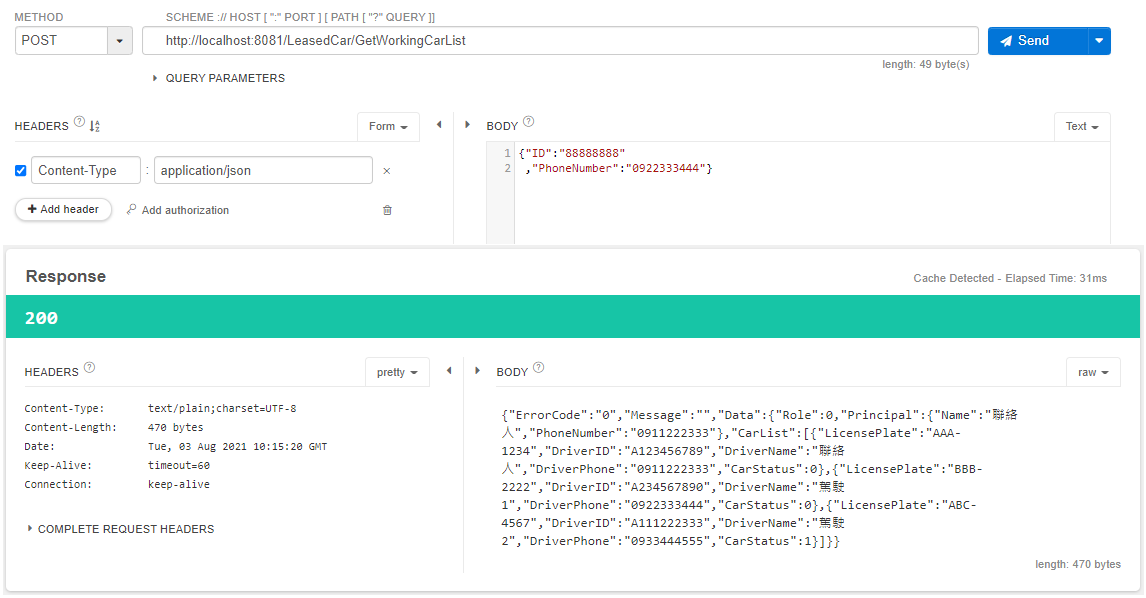 METHOD
SCHEME :// HOST [ ":" PORT ] [ PATH [ "?" QUERY ]]
POST
http://localhost:8081/LeasedCar/GetWorkingCarList
Send
length: 49 byte(s)
QUERY PARAMETERS
HEADERS ? A Z
Form
BODY ?
Text
Content-Type : application/json ×
+ Add header
Add authorization
1 {"ID":"88888888"
2 ,"PhoneNumber":"0922333444"}
Response
Cache Detected - Elapsed Time: 31ms
200
HEADERS ?
pretty
BODY ?
raw
Content-Type: text/plain;charset=UTF-8
Content-Length: 470 bytes
Date: Tue, 03 Aug 2021 10:15:20 GMT
Keep-Alive: timeout=60
Connection: keep-alive
COMPLETE REQUEST HEADERS
{"ErrorCode":"0","Message":"","Data":{"Role":0,"Principal":{"Name":"聯絡
人","PhoneNumber":"0911222333"},"CarList":[{"LicensePlate":"AAA-
1234","DriverID":"A123456789","DriverName":"聯絡
人","DriverPhone":"0911222333","CarStatus":0},{"LicensePlate":"BBB-
2222","DriverID":"A234567890","DriverName":"駕駛
1","DriverPhone":"0922333444","CarStatus":0},{"LicensePlate":"ABC-
4567","DriverID":"A111222333","DriverName":"駕駛
2","DriverPhone":"0933444555","CarStatus":1}]}}
length: 470 bytes